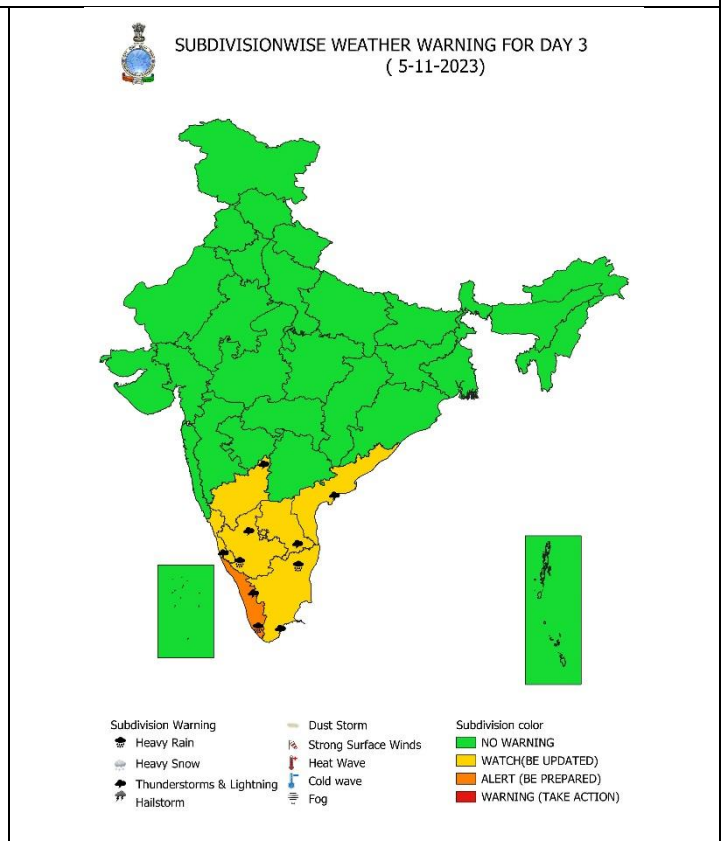 SUBDIVISIONWISE WEATHER WARNING FOR DAY 3
( 5-11-2023)
Subdivision Warning
Heavy Rain
Heavy Snow
Thunderstorms & Lightning
Hailstorm
Dust Storm
Strong Surface Winds
Heat Wave
Cold wave
Fog
Subdivision color
NO WARNING
WATCH(BE UPDATED)
ALERT (BE PREPARED)
WARNING (TAKE ACTION)